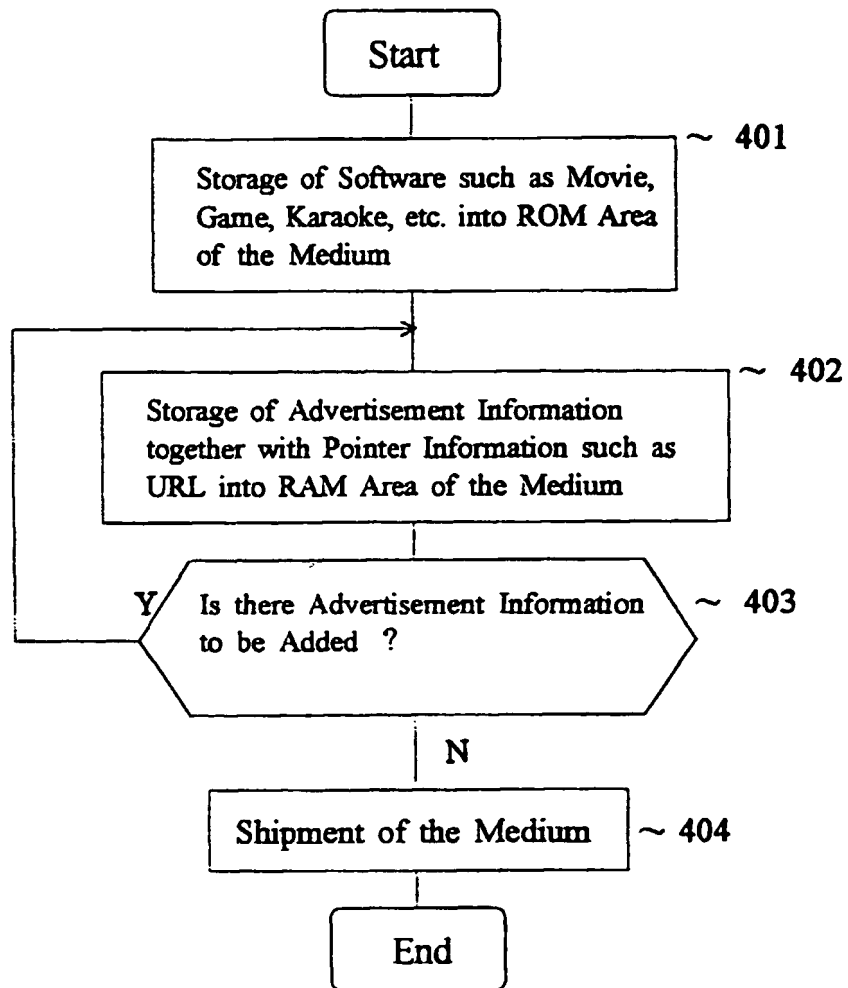 Start
~ 401
Storage of Software such as Movie,
Game, Karaoke, etc. into ROM Area
of the Medium
~ 402
Storage of Advertisement Information
together with Pointer Information such as
URL into RAM Area of the Medium
Y
Is there Advertisement Information
to be Added ?
~ 403
N
Shipment of the Medium
~ 404
End